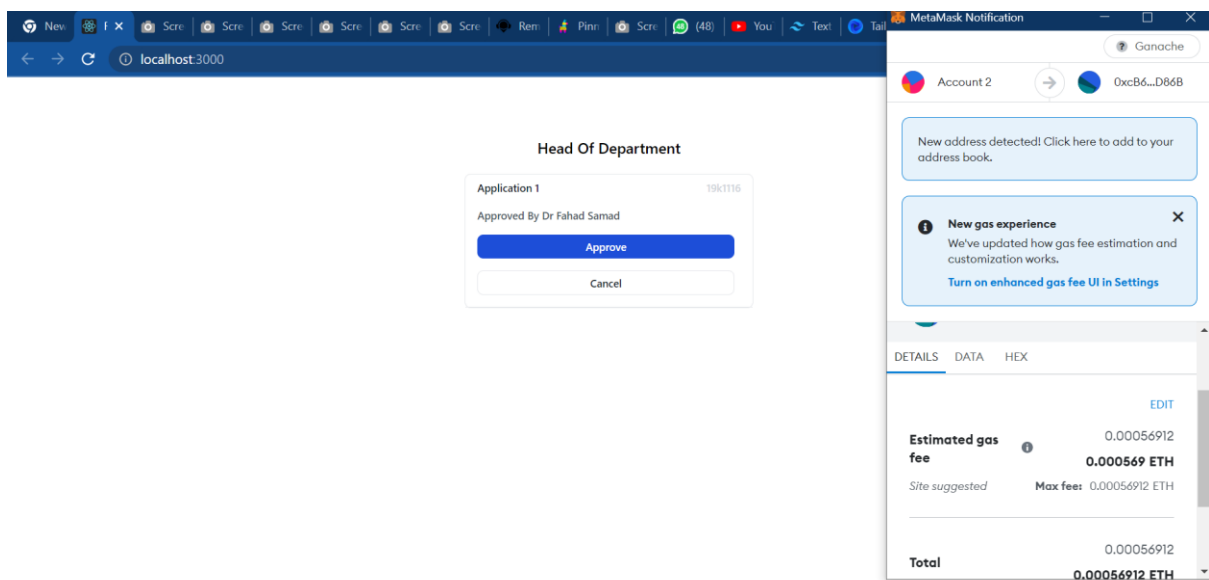 New
F
Scre
Scre
Scre
Scre
Scre
Scre
Rem
Pinn
Scre
(48)
You
Text
Tail
localhost:3000
Head Of Department
Application 1 19k1116
Approved By Dr Fahad Samad
Approve
Cancel
MetaMask Notification
Ganache
Account 2 0xcB6...D86B
New address detected! Click here to add to your
address book.
New gas experience
We've updated how gas fee estimation and
customization works.
Turn on enhanced gas fee UI in Settings
DETAILS DATA HEX
EDIT
Estimated gas 0.00056912
fee 0.000569 ETH
Site suggested Max fee: 0.00056912 ETH
0.00056912
Total
0.00056912 ETH